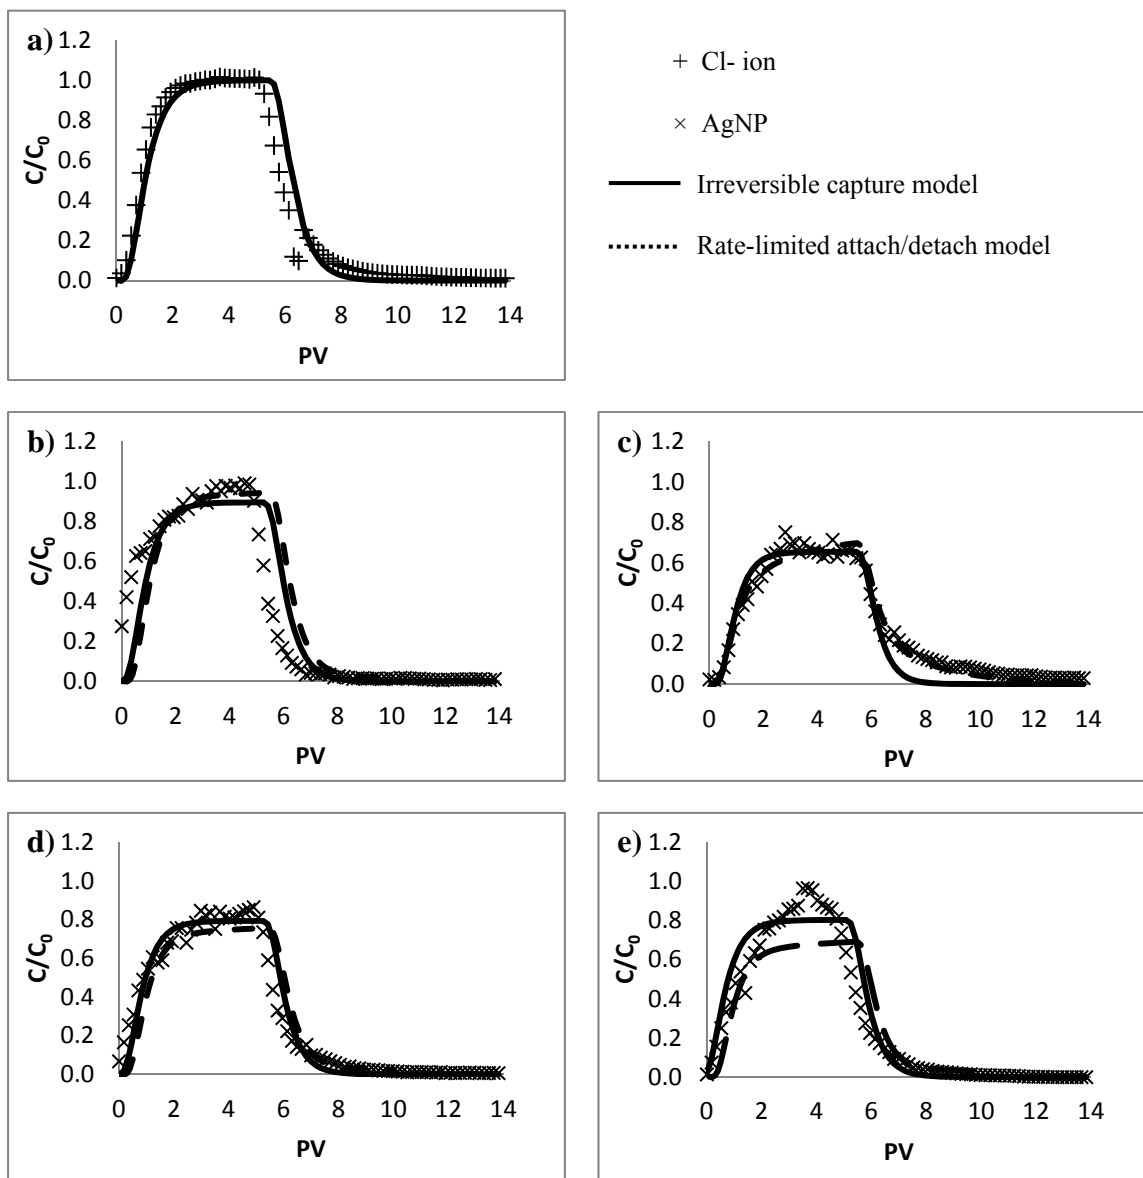 a)
1.2
1.0
0.8
0.6
0.4
0.2
0.0
C/C0
0 2 4 6 8 10 12 14
PV
+ Cl- ion
× AgNP
Irreversible capture model
Rate-limited attach/detach model
b)
1.2
1.0
0.8
0.6
0.4
0.2
0.0
C/C0
0 2 4 6 8 10 12 14
PV
c)
1.2
1.0
0.8
0.6
0.4
0.2
0.0
C/C0
0 2 4 6 8 10 12 14
PV
d)
1.2
1.0
0.8
0.6
0.4
0.2
0.0
C/C0
0 2 4 6 8 10 12 14
PV
e)
1.2
1.0
0.8
0.6
0.4
0.2
0.0
C/C0
0 2 4 6 8 10 12 14
PV